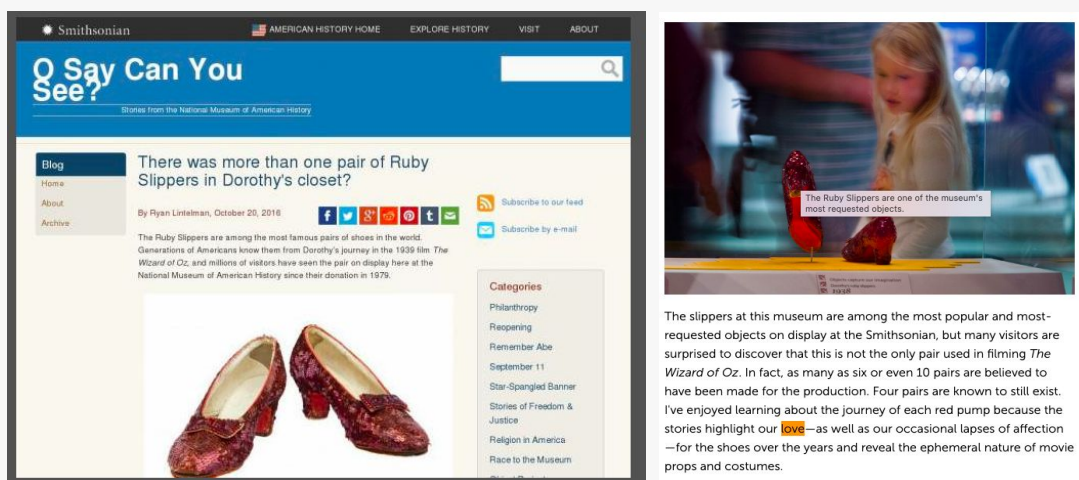 Smithsonian
AMERICAN HISTORY HOME
EXPLORE HISTORY
VISIT
ABOUT
O Say Can You
See?
Stories from the National Museum of American History
Blog
Home
About
Archive
There was more than one pair of Ruby
Slippers in Dorothy's closet?
By Ryan Lintelman, October 20, 2016
The Ruby Slippers are among the most famous pairs of shoes in the world.
Generations of Americans know them from Dorothy's journey in the 1939 film The
Wizard of Oz, and millions of visitors have seen the pair on display here at the
National Museum of American History since their donation in 1979.
Subscribe to our feed
Subscribe by e-mail
Categories
Philanthropy
Reopening
Remember Abe
September 11
Star-Spangled Banner
Stories of Freedom &
Justice
Religion in America
Race to the Museum
The Ruby Slippers are one of the museum's
most requested objects.
The slippers at this museum are among the most popular and most-
requested objects on display at the Smithsonian, but many visitors are
surprised to discover that this is not the only pair used in filming The
Wizard of Oz. In fact, as many as six or even 10 pairs are believed to
have been made for the production. Four pairs are known to still exist.
I've enjoyed learning about the journey of each red pump because the
stories highlight our love—as well as our occasional lapses of affection
—for the shoes over the years and reveal the ephemeral nature of movie
props and costumes.